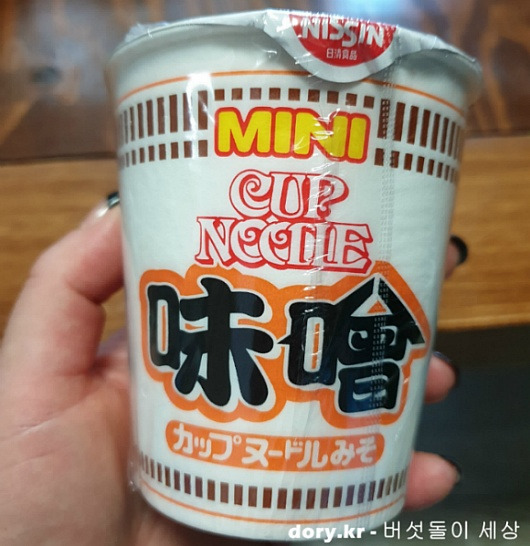 NISSIN
日清食品
MINI
CUP
NOODLE
味噌
カップヌードルみそ
dory.kr - 버섯돌이 세상